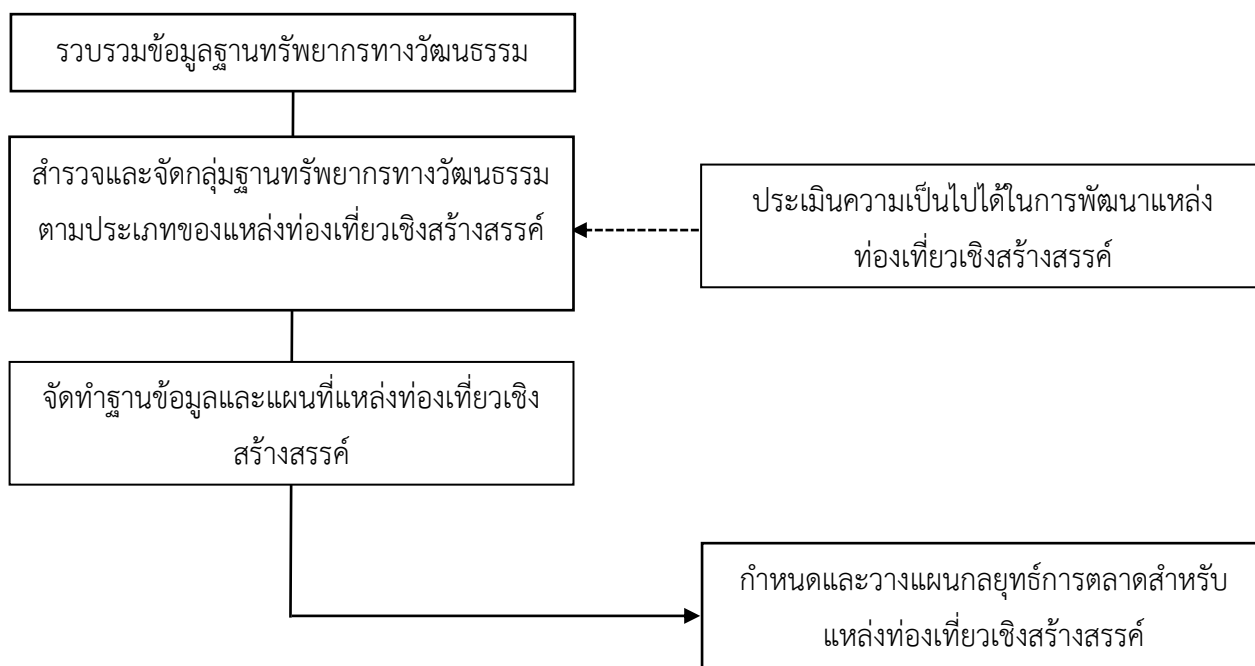 รวบรวมข้อมูลฐานทรัพยากรทางวัฒนธรรม
สำรวจและจัดกลุ่มฐานทรัพยากรทางวัฒนธรรม
ตามประเภทของแหล่งท่องเที่ยวเชิงสร้างสรรค์
ประเมินความเป็นไปได้ในการพัฒนาแหล่ง
ท่องเที่ยวเชิงสร้างสรรค์
จัดทำฐานข้อมูลและแผนที่แหล่งท่องเที่ยวเชิง
สร้างสรรค์
กำหนดและวางแผนกลยุทธ์การตลาดสำหรับ
แหล่งท่องเที่ยวเชิงสร้างสรรค์